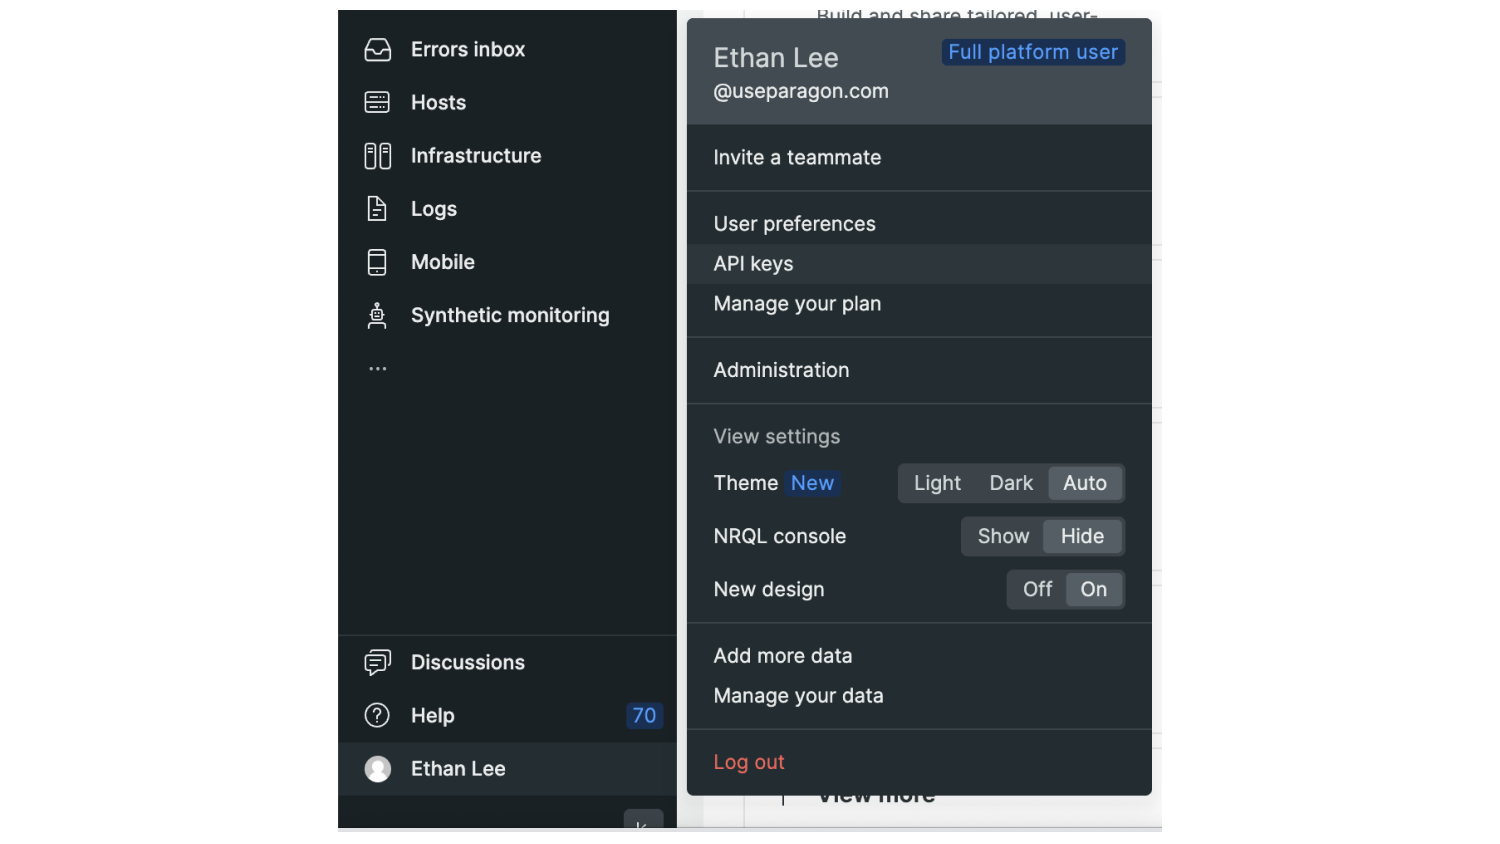 Errors inbox
Hosts
Infrastructure
Logs
Mobile
Synthetic monitoring
...
Discussions
Help 70
Ethan Lee
Build and share tailored, user-
Ethan Lee Full platform user
@useparagon.com
Invite a teammate
User preferences
API keys
Manage your plan
Administration
View settings
Theme New Light Dark Auto
NRQL console Show Hide
New design Off On
Add more data
Manage your data
Log out
View more